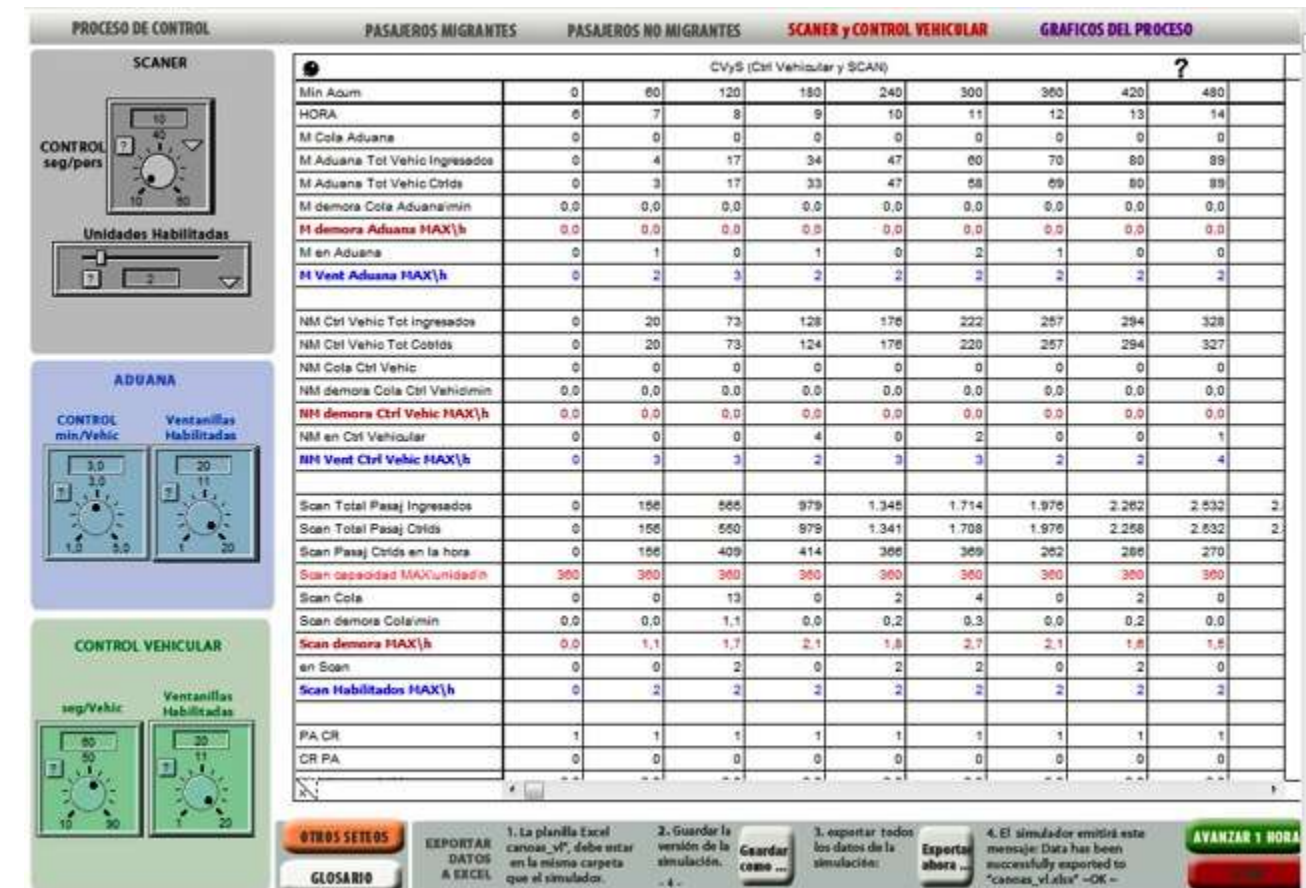 PROCESO DE CONTROL
PASAJEROS MIGRANTES
PASAJEROS NO MIGRANTES
SCANER y CONTROL VEHICULAR
GRAFICOS DEL PROCESO
SCANER
10
40
CONTROL seg/pers
?
10 60
Unidades Habilitadas
? 2
ADUANA
CONTROL min/Vehic
Ventanillas Habilitadas
3,0 20
3,0 11
? ?
1,0 5,0 1 20
CONTROL VEHICULAR
seg/Vehic
Ventanillas Habilitadas
60 20
50 11
? ?
10 90 1 20
CVyS (Ctrl Vehicular y SCAN) ?
Min Acum 0 60 120 180 240 300 360 420 480
HORA 6 7 8 9 10 11 12 13 14
M Cola Aduana 0 0 0 0 0 0 0 0 0
M Aduana Tot Vehic Ingresados 0 4 17 34 47 60 70 80 89
M Aduana Tot Vehic Ctrlds 0 3 17 33 47 58 69 80 89
M demora Cola Aduana\min 0,0 0,0 0,0 0,0 0,0 0,0 0,0 0,0 0,0
M demora Aduana MAX\h 0,0 0,0 0,0 0,0 0,0 0,0 0,0 0,0 0,0
M en Aduana 0 1 0 1 0 2 1 0 0
M Vent Aduana MAX\h 0 2 3 2 2 2 2 2 2
NM Ctrl Vehic Tot Ingresados 0 20 73 128 176 222 257 294 328
NM Ctrl Vehic Tot Cotrlds 0 20 73 124 176 220 257 294 327
NM Cola Ctrl Vehic 0 0 0 0 0 0 0 0 0
NM demora Cola Ctrl Vehic\min 0,0 0,0 0,0 0,0 0,0 0,0 0,0 0,0 0,0
NM demora Ctrl Vehic MAX\h 0,0 0,0 0,0 0,0 0,0 0,0 0,0 0,0 0,0
NM en Ctrl Vehicular 0 0 0 4 0 2 0 0 1
NM Vent Ctrl Vehic MAX\h 0 3 3 2 3 3 2 2 4
Scan Total Pasaj Ingresados 0 156 566 979 1.345 1.714 1.976 2.262 2.532 2.
Scan Total Pasaj Ctrlds 0 156 550 979 1.341 1.708 1.976 2.258 2.532 2.
Scan Pasaj Ctrlds en la hora 0 156 409 414 366 369 262 286 270
Scan capacidad MAX\unidad\h 360 360 360 360 360 360 360 360 360
Scan Cola 0 0 13 0 2 4 0 2 0
Scan demora Cola\min 0,0 0,0 1,1 0,0 0,2 0,3 0,0 0,2 0,0
Scan demora MAX\h 0,0 1,1 1,7 2,1 1,8 2,7 2,1 1,6 1,5
en Scan 0 0 2 0 2 2 0 2 0
Scan Habilitados MAX\h 0 2 2 2 2 2 2 2 2
PA CR 1 1 1 1 1 1 1 1 1
CR PA 0 0 0 0 0 0 0 0 0
OTROS SETEOS
GLOSARIO
EXPORTAR DATOS A EXCEL
1. La planilla Excel
canoas_vf", debe estar
en la misma carpeta
que el simulador.
2. Guardar la
versión de la
simulación.
- 4 -
Guardar como ...
3. exportar todos
los datos de la
simulación:
Exportar ahora ...
4. El simulador emitirá este
mensaje: Data has been
successfully exported to
"canoas_vf.xlsx" ~OK ~
AVANZAR 1 HORA